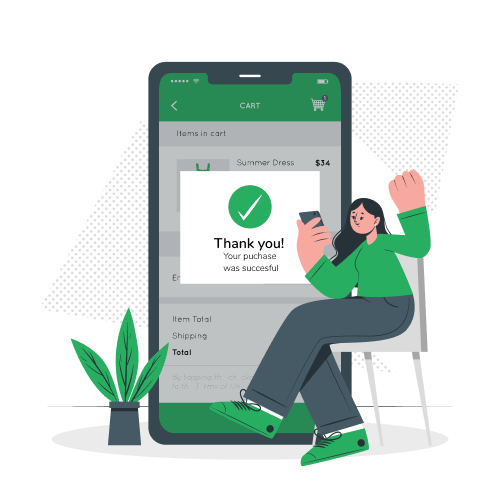 CART
Items in cart
Summer Dress $34
Thank you!
Your puchase
was succesful
Item Total
Shipping
Total